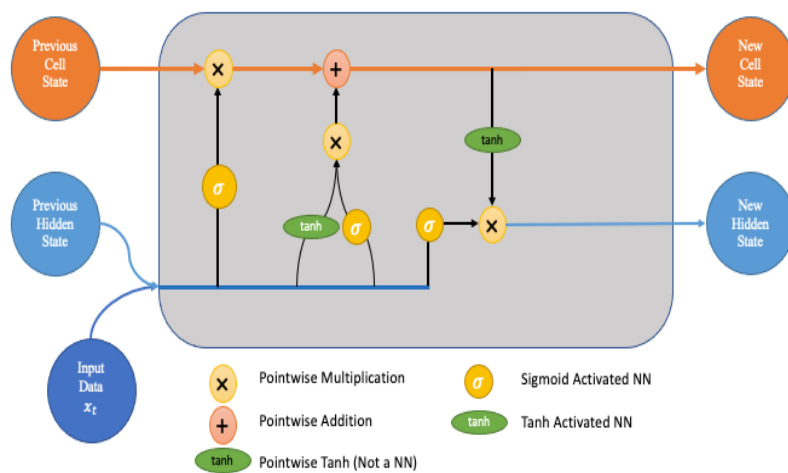 Previous
Cell
State
New
Cell
State
×
+
×
tanh
σ
Previous
Hidden
State
tanh
σ
σ
×
New
Hidden
State
Input
Data
x_t
× Pointwise Multiplication
σ Sigmoid Activated NN
+ Pointwise Addition
tanh Tanh Activated NN
tanh Pointwise Tanh (Not a NN)